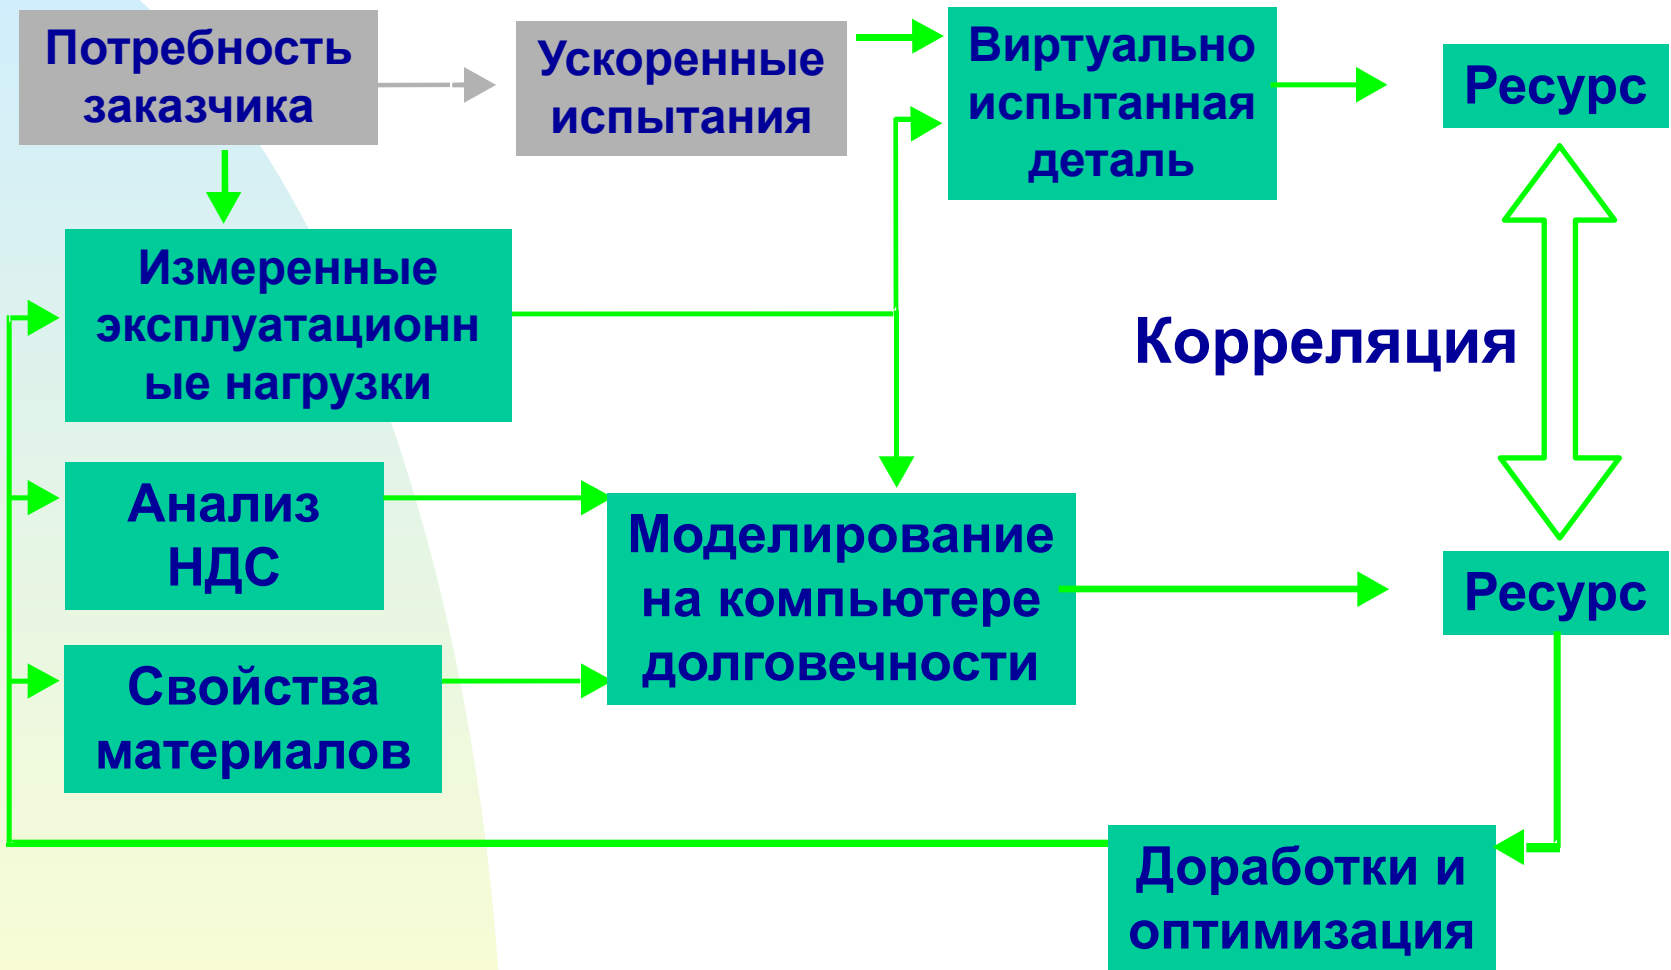 Потребность
заказчика
Ускоренные
испытания
Виртуально
испытанная
деталь
Ресурс
Измеренные
эксплуатационн
ые нагрузки
Корреляция
Анализ
НДС
Моделирование
на компьютере
долговечности
Ресурс
Свойства
материалов
Доработки и
оптимизация